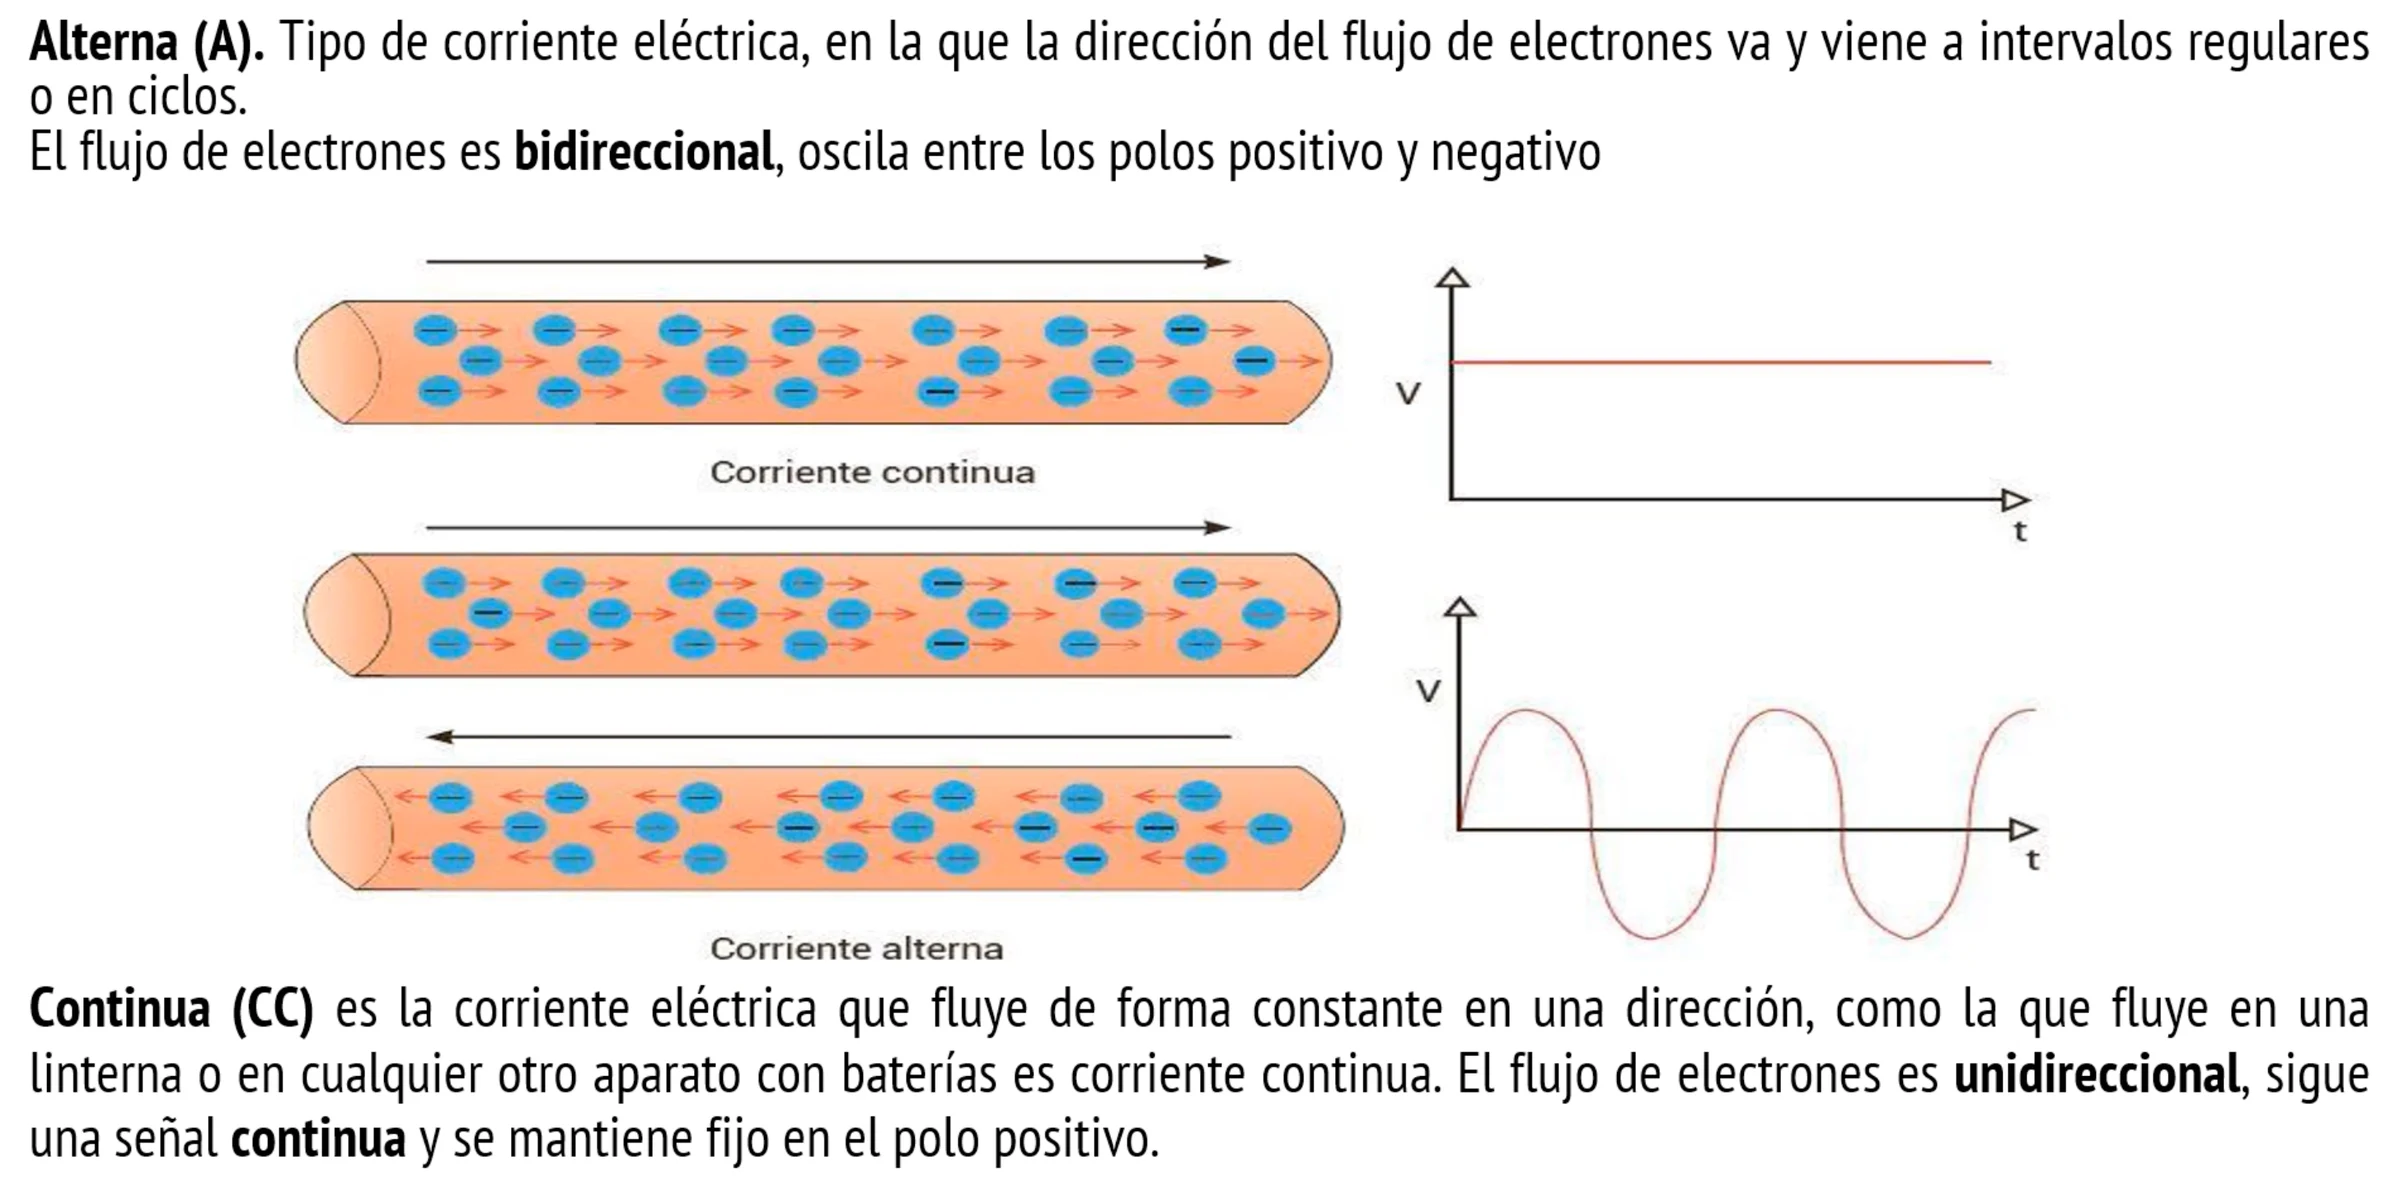 Alterna (A). Tipo de corriente eléctrica, en la que la dirección del flujo de electrones va y viene a intervalos regulares
o en ciclos.
El flujo de electrones es bidireccional, oscila entre los polos positivo y negativo
V
t
Corriente continua
V
t
Corriente alterna
Continua (CC) es la corriente eléctrica que fluye de forma constante en una dirección, como la que fluye en una
linterna o en cualquier otro aparato con baterías es corriente continua. El flujo de electrones es unidireccional, sigue
una señal continua y se mantiene fijo en el polo positivo.